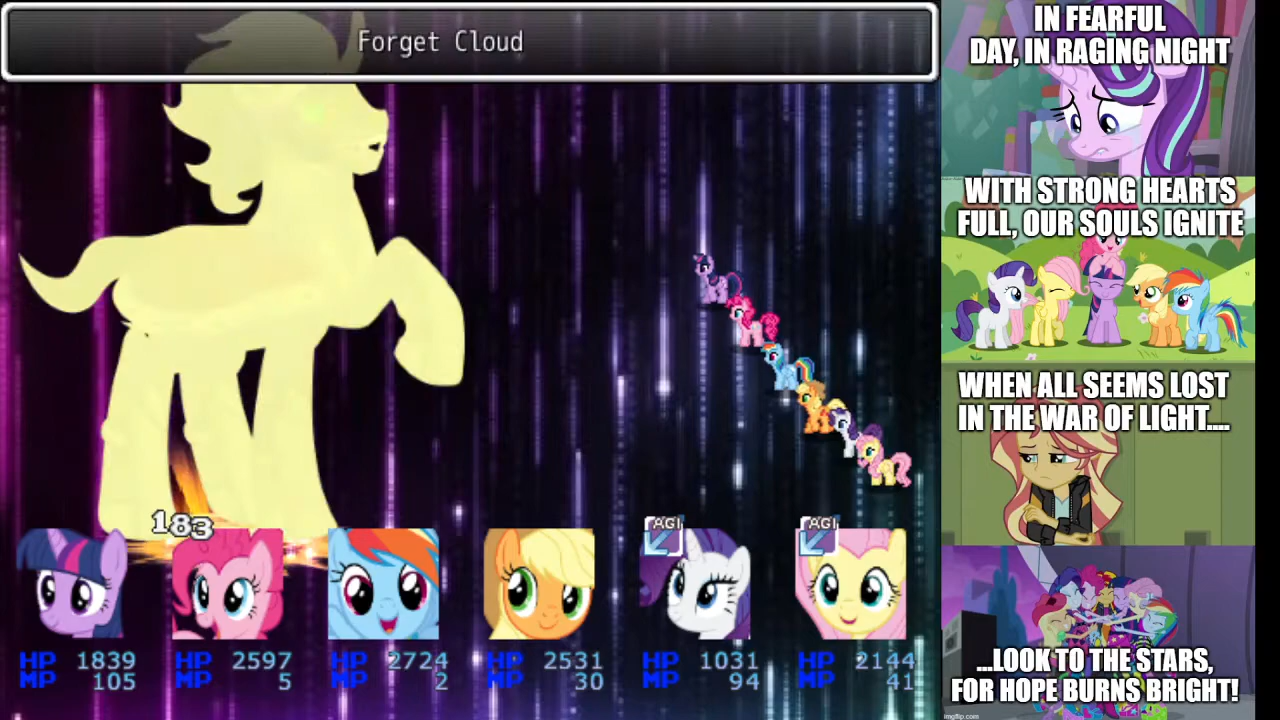 Forget Cloud
183
AGI
AGI
HP 1839
MP 105
HP 2597
MP 5
HP 2724
MP 2
HP 2531
MP 30
HP 1031
MP 94
HP 2144
MP 41
IN FEARFUL
DAY, IN RAGING NIGHT
WITH STRONG HEARTS
FULL, OUR SOULS IGNITE
WHEN ALL SEEMS LOST
IN THE WAR OF LIGHT....
...LOOK TO THE STARS,
FOR HOPE BURNS BRIGHT!
imgflip.com